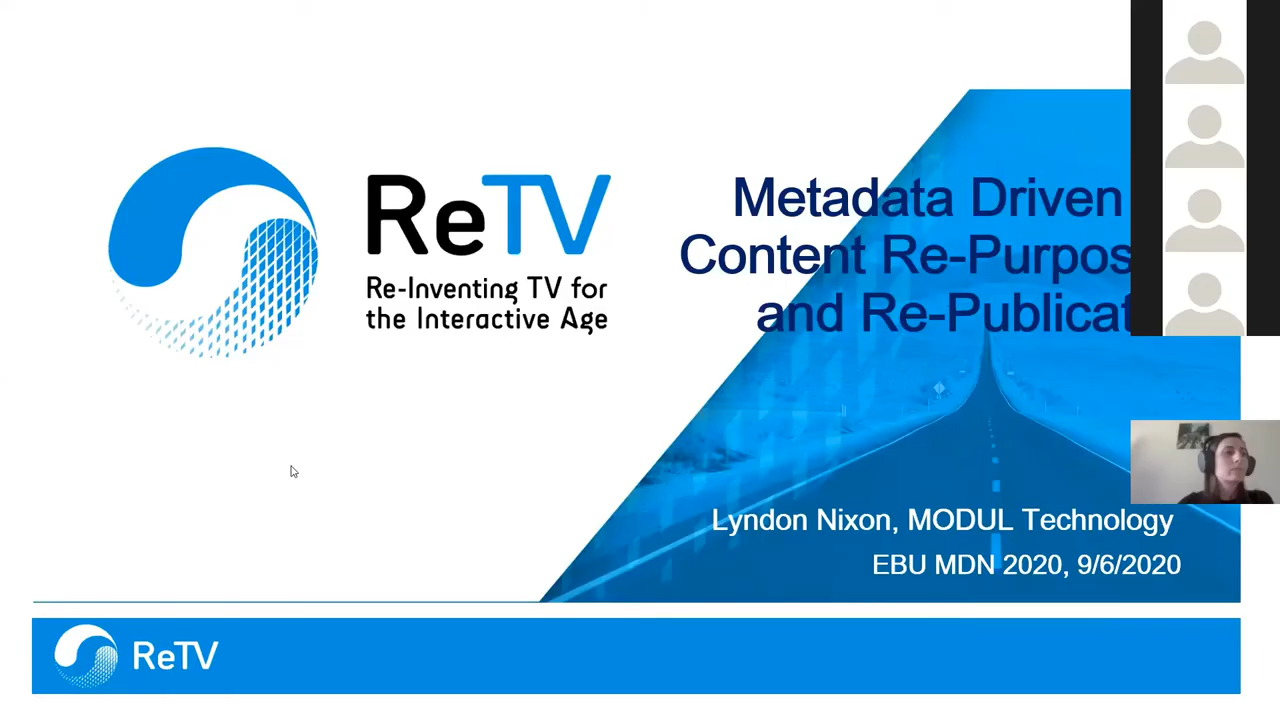 ReTV
Re-Inventing TV for
the Interactive Age
Metadata Driven
Content Re-Purpos
and Re-Publicat
Lyndon Nixon, MODUL Technology
EBU MDN 2020, 9/6/2020
ReTV